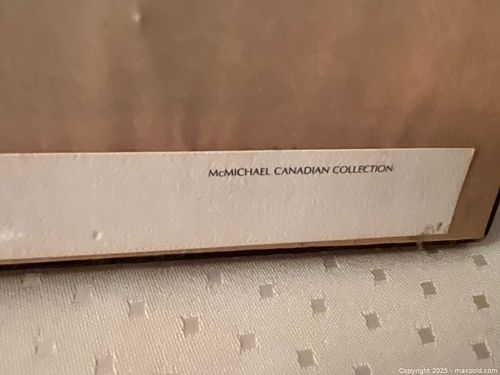 McMICHAEL CANADIAN COLLECTION
Copyright © 2025 - maxsold.com